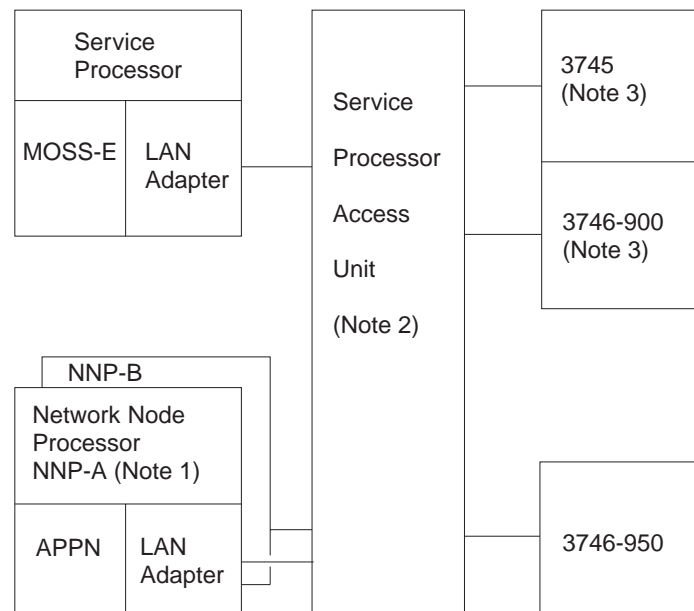 Service
Processor
MOSS-E
LAN
Adapter
Service
Processor
Access
Unit
(Note 2)
3745
(Note 3)
3746-900
(Note 3)
NNP-B
Network Node
Processor
NNP-A (Note 1)
APPN
LAN
Adapter
3746-950